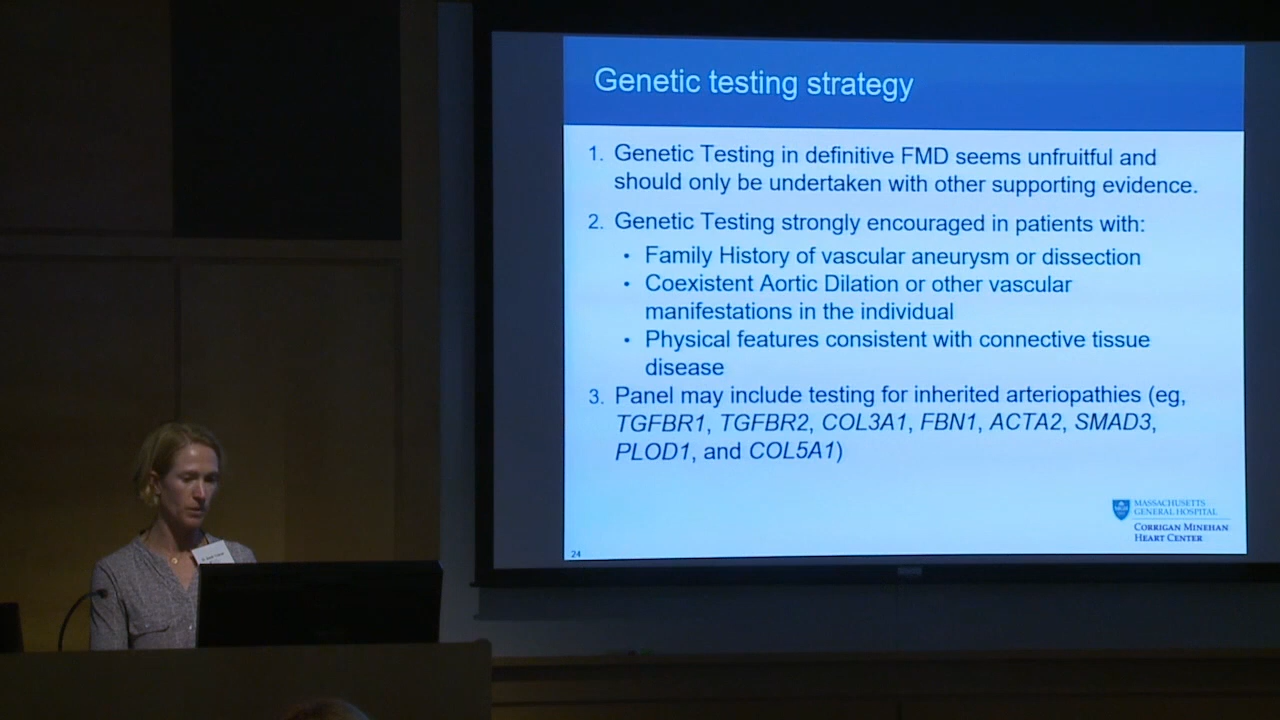 Genetic testing strategy
1. Genetic Testing in definitive FMD seems unfruitful and
should only be undertaken with other supporting evidence.
2. Genetic Testing strongly encouraged in patients with:
• Family History of vascular aneurysm or dissection
• Coexistent Aortic Dilation or other vascular
manifestations in the individual
• Physical features consistent with connective tissue
disease
3. Panel may include testing for inherited arteriopathies (eg,
TGFBR1, TGFBR2, COL3A1, FBN1, ACTA2, SMAD3,
PLOD1, and COL5A1)
MASSACHUSETTS
GENERAL HOSPITAL
CORRIGAN MINEHAN
HEART CENTER
24